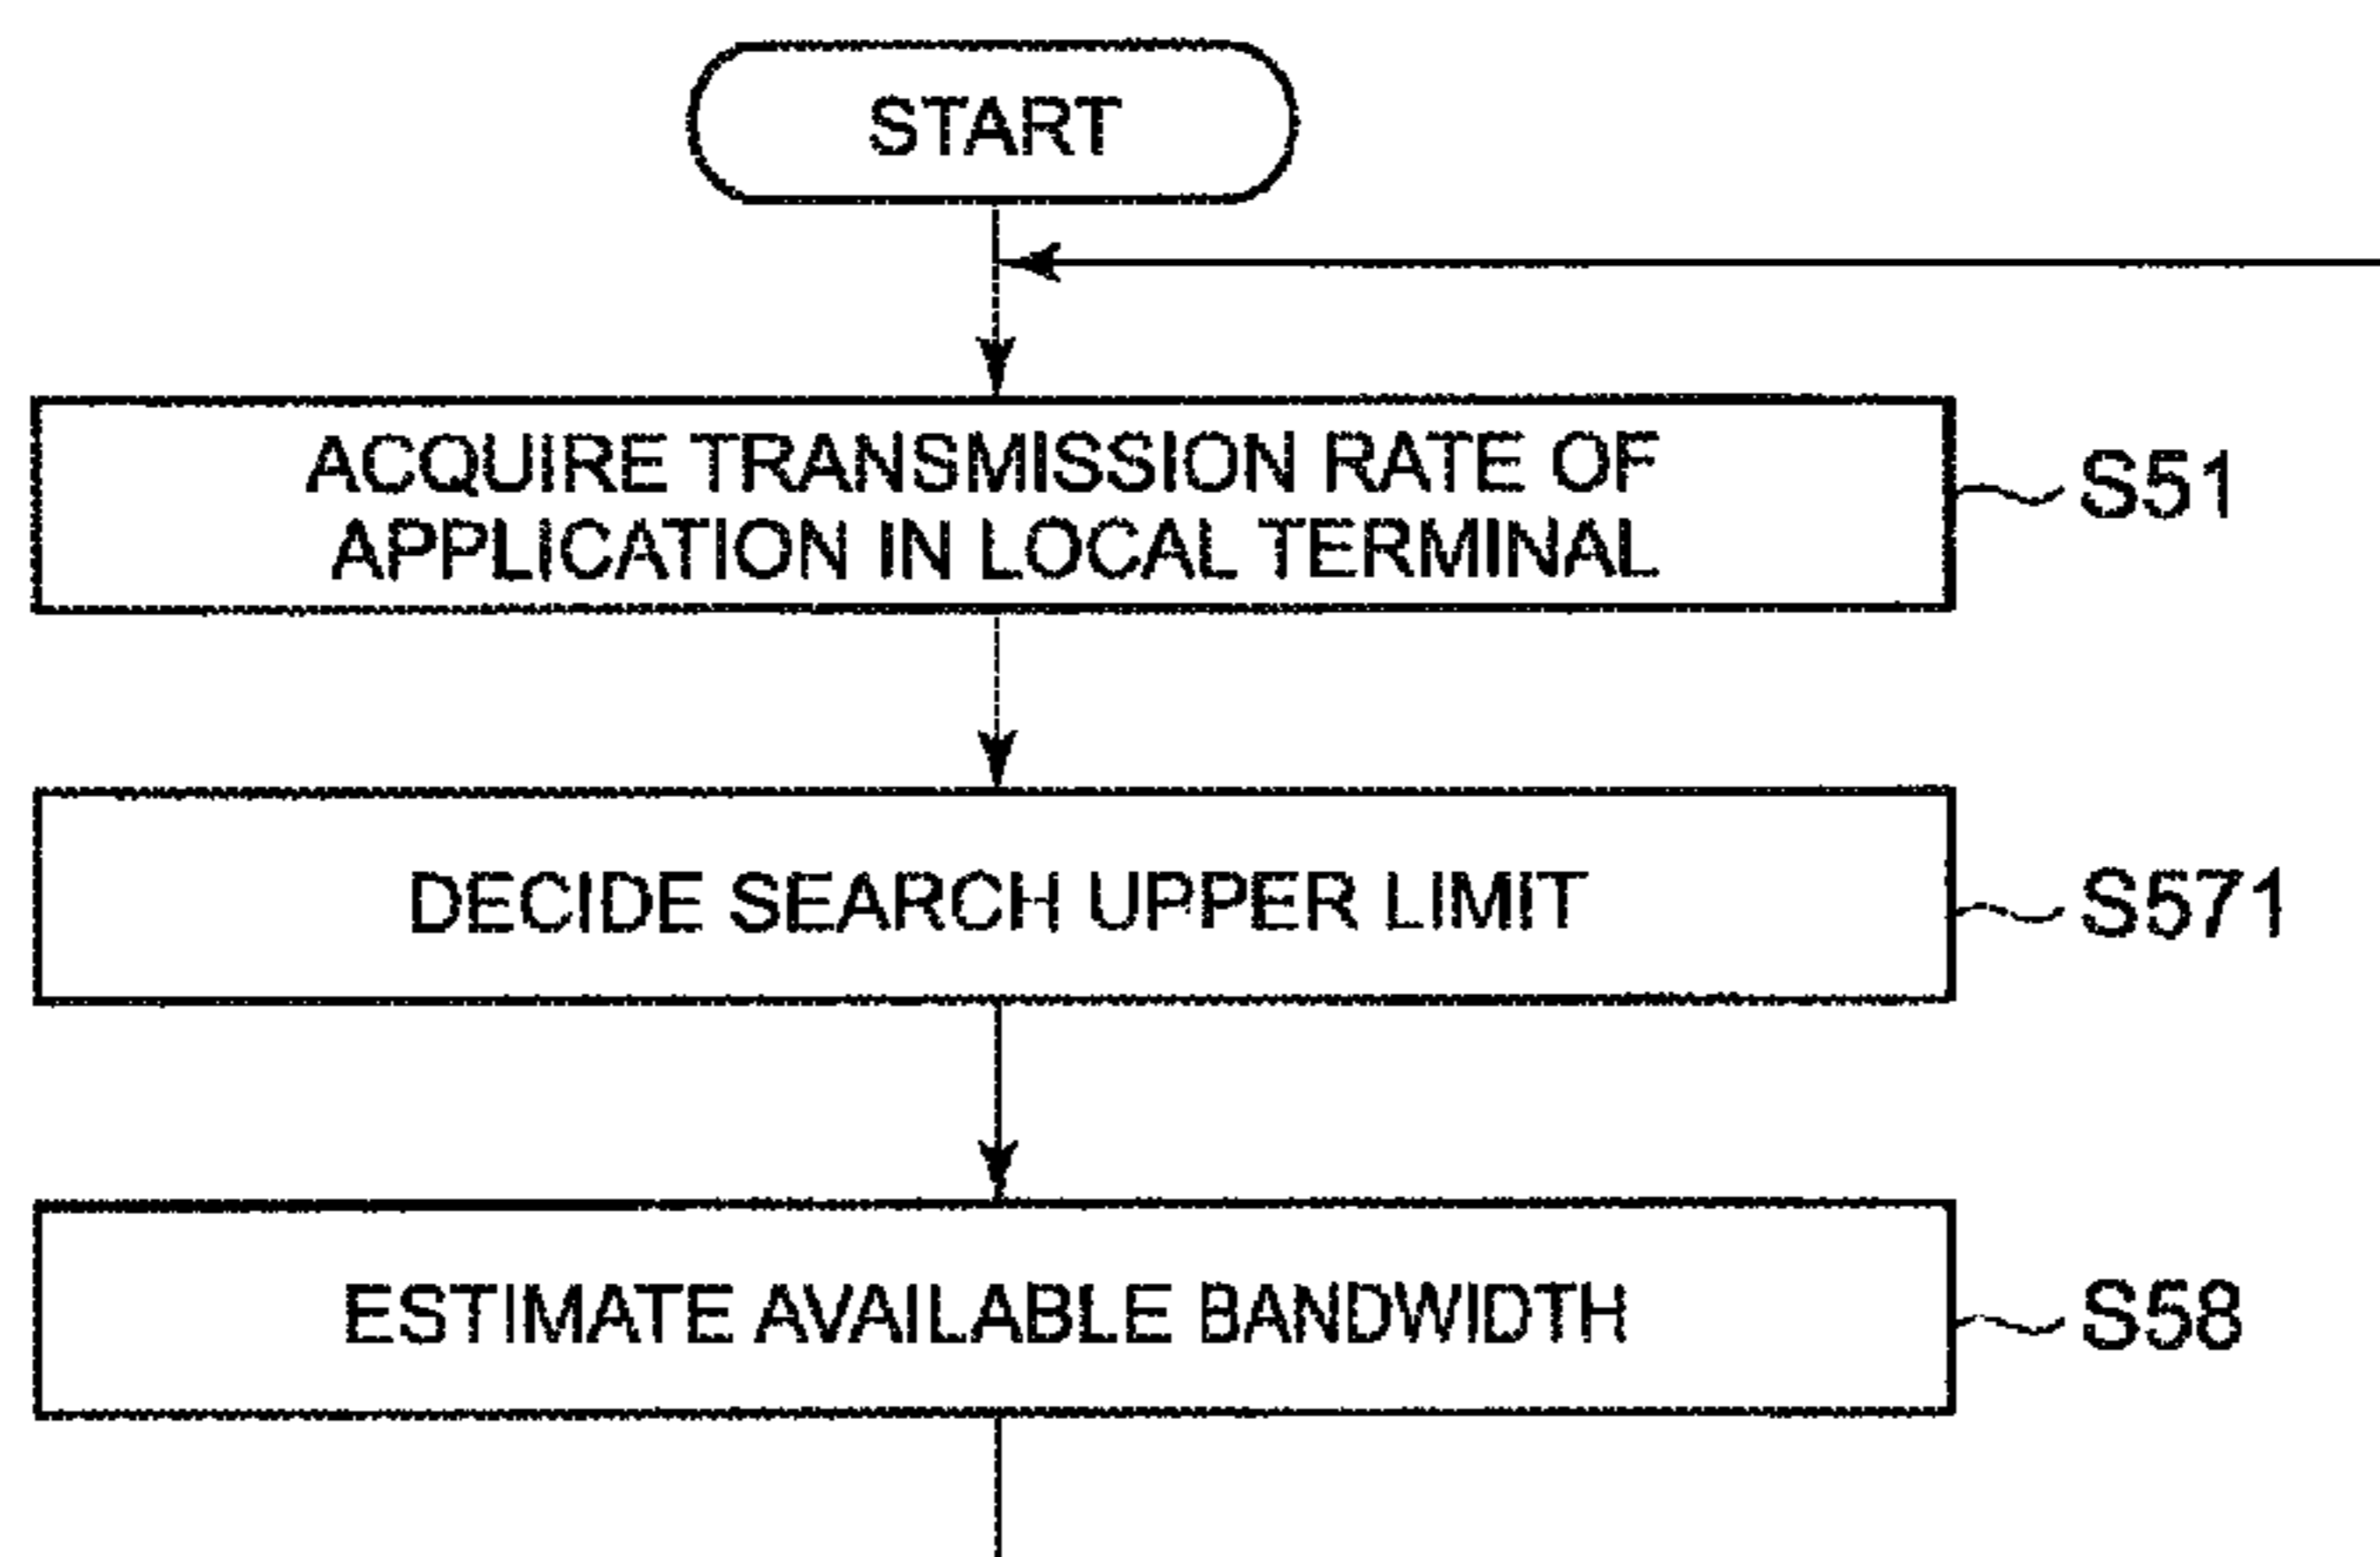 START
ACQUIRE TRANSMISSION RATE OF
APPLICATION IN LOCAL TERMINAL
S51
DECIDE SEARCH UPPER LIMIT
S571
ESTIMATE AVAILABLE BANDWIDTH
S58